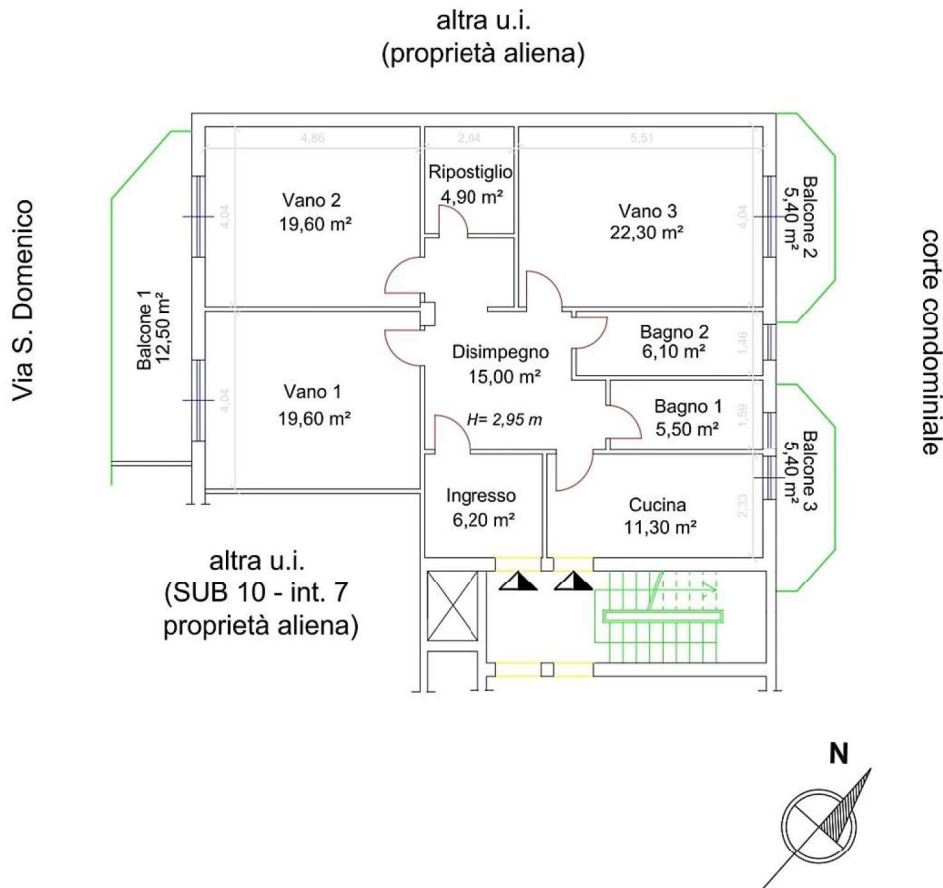 altra u.i.
(proprietà aliena)
Via S. Domenico
4,86
2,04
5,51
Ripostiglio
4,90 m²
Vano 2
19,60 m²
4,04
Vano 3
22,30 m²
4,04
Balcone 2
5,40 m²
corte condominiale
Balcone 1
12,50 m²
Bagno 2
6,10 m²
1,46
Disimpegno
15,00 m²
H= 2,95 m
Vano 1
19,60 m²
4,04
Bagno 1
5,50 m²
1,59
Balcone 3
5,40 m²
Ingresso
6,20 m²
Cucina
11,30 m²
2,33
altra u.i.
(SUB 10 - int. 7
proprietà aliena)
N